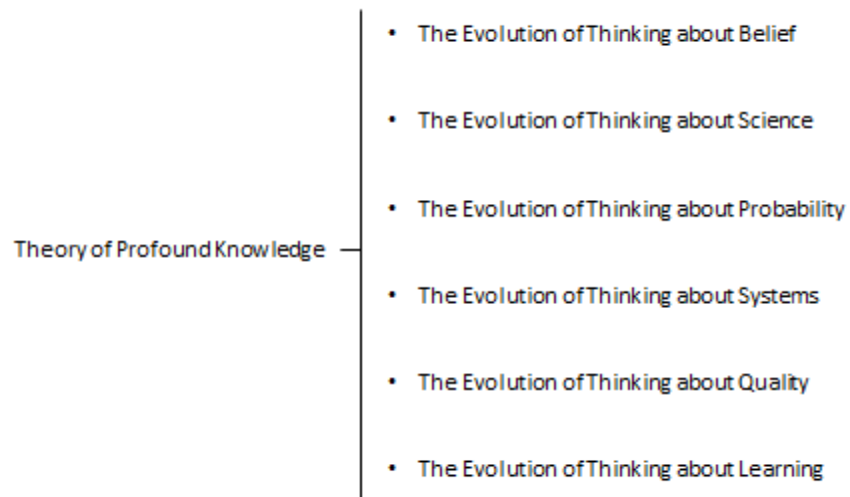 • The Evolution of Thinking about Belief
• The Evolution of Thinking about Science
• The Evolution of Thinking about Probability
Theory of Profound Knowledge
• The Evolution of Thinking about Systems
• The Evolution of Thinking about Quality
• The Evolution of Thinking about Learning